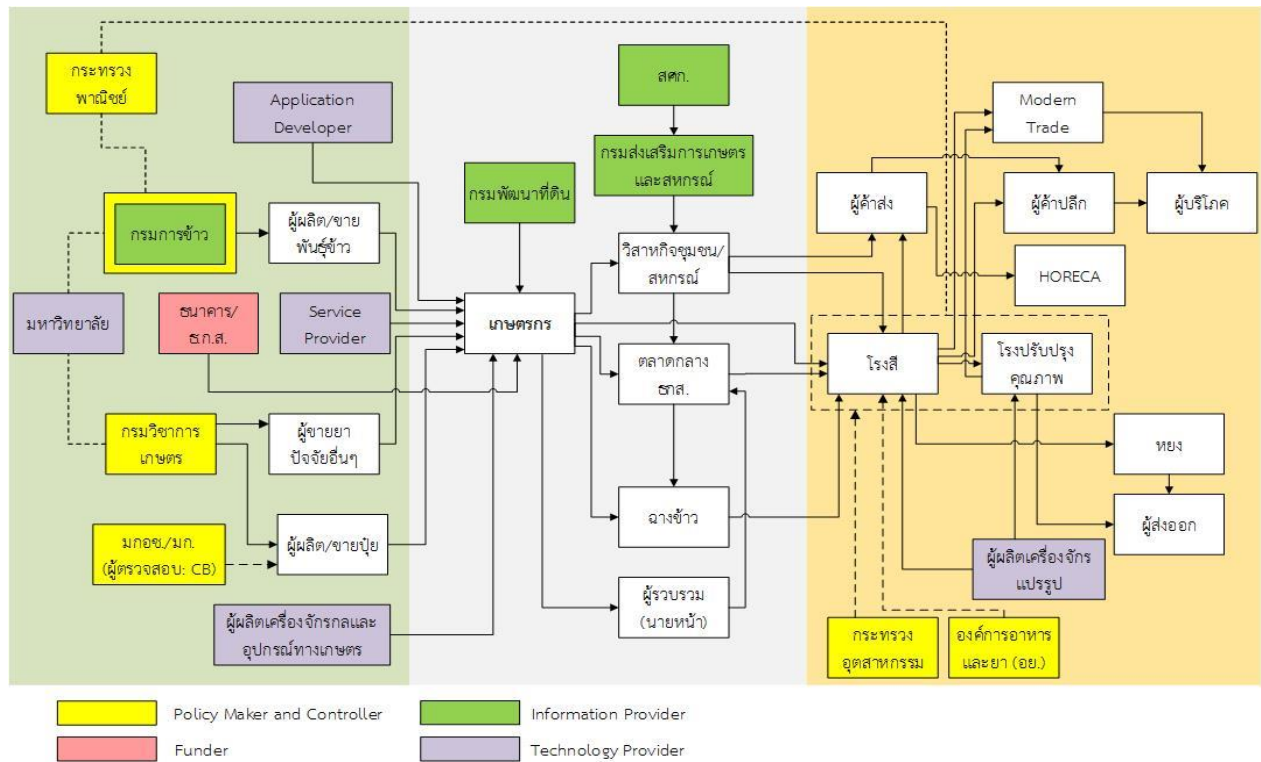 กระทรวง
พาณิชย์
Application
Developer
กรมการข้าว
ผู้ผลิต/ขาย
พันธุ์ข้าว
มหาวิทยาลัย
ธนาคาร/
ธ.ก.ส.
Service
Provider
กรมวิชาการ
เกษตร
ผู้ขายยา
ปัจจัยอื่นๆ
มกอช./มก.
(ผู้ตรวจสอบ: CB)
ผู้ผลิต/ขายปุ๋ย
ผู้ผลิตเครื่องจักรกลและ
อุปกรณ์ทางเกษตร
กรมพัฒนาที่ดิน
เกษตรกร
สศก.
กรมส่งเสริมการเกษตร
และสหกรณ์
วิสาหกิจชุมชน/
สหกรณ์
ตลาดกลาง
ธกส.
ฉางข้าว
ผู้รวบรวม
(นายหน้า)
Modern
Trade
ผู้ค้าส่ง
ผู้ค้าปลีก
ผู้บริโภค
HORECA
โรงสี
โรงปรับปรุง
คุณภาพ
หยง
ผู้ส่งออก
ผู้ผลิตเครื่องจักร
แปรรูป
กระทรวง
อุตสาหกรรม
องค์การอาหาร
และยา (อย.)
Policy Maker and Controller
Information Provider
Funder
Technology Provider